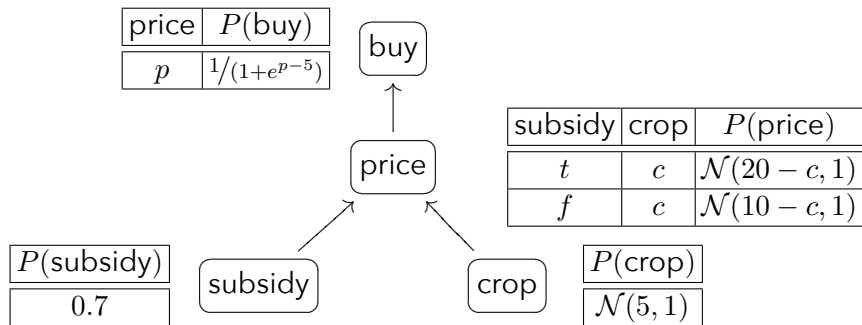 price P(buy)
p 1/(1+e^{p−5})
buy
price
subsidy crop P(price)
t c 𝒩(20 − c, 1)
f c 𝒩(10 − c, 1)
P(subsidy)
0.7
subsidy
crop
P(crop)
𝒩(5, 1)